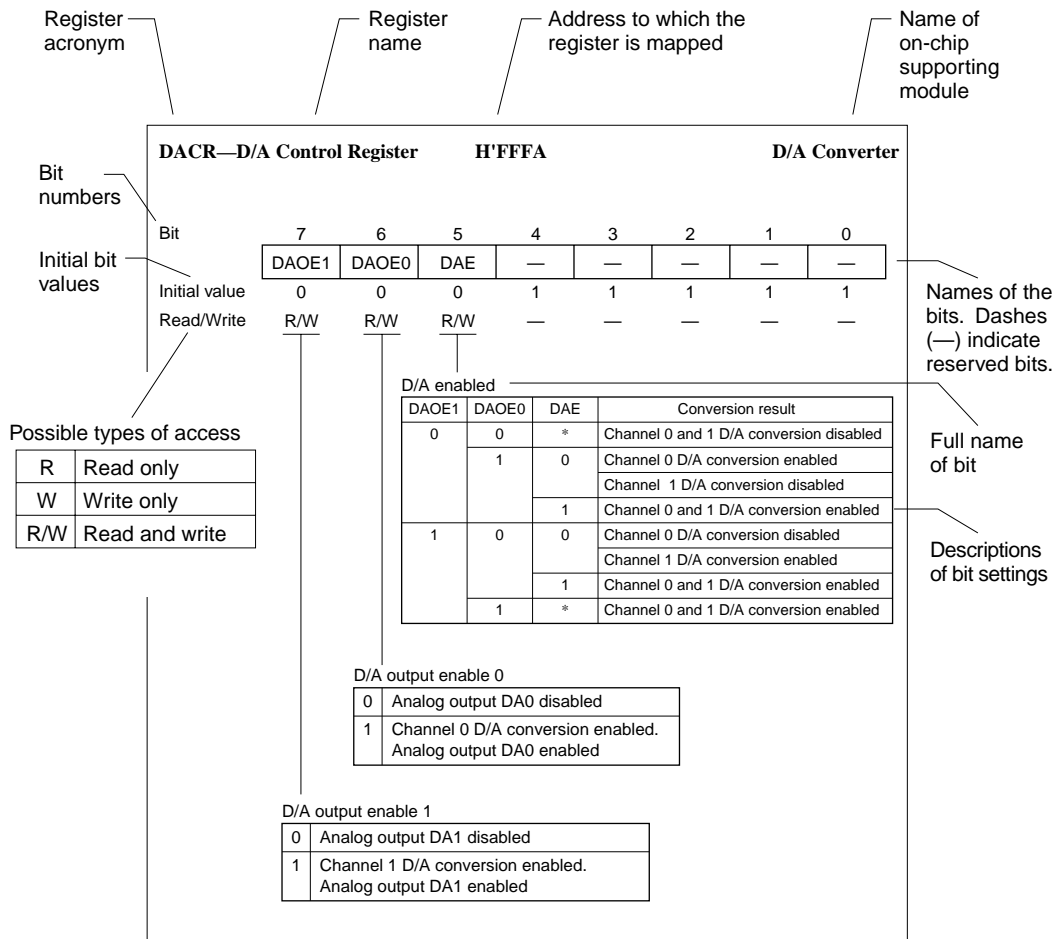 Register acronym
Register name
Address to which the register is mapped
Name of on-chip supporting module
DACR—D/A Control Register H'FFFA D/A Converter
Bit numbers
Bit 7 6 5 4 3 2 1 0
DAOE1 DAOE0 DAE — — — — —
Initial bit values
Initial value 0 0 0 1 1 1 1 1
Read/Write R/W R/W R/W — — — — —
Names of the bits. Dashes (—) indicate reserved bits.
Possible types of access
R Read only
W Write only
R/W Read and write
D/A enabled
DAOE1 DAOE0 DAE Conversion result
0 0 * Channel 0 and 1 D/A conversion disabled
1 0 Channel 0 D/A conversion enabled
Channel 1 D/A conversion disabled
1 Channel 0 and 1 D/A conversion enabled
1 0 0 Channel 0 D/A conversion disabled
Channel 1 D/A conversion enabled
1 Channel 0 and 1 D/A conversion enabled
1 * Channel 0 and 1 D/A conversion enabled
Full name of bit
Descriptions of bit settings
D/A output enable 0
0 Analog output DA0 disabled
1 Channel 0 D/A conversion enabled.
Analog output DA0 enabled
D/A output enable 1
0 Analog output DA1 disabled
1 Channel 1 D/A conversion enabled.
Analog output DA1 enabled